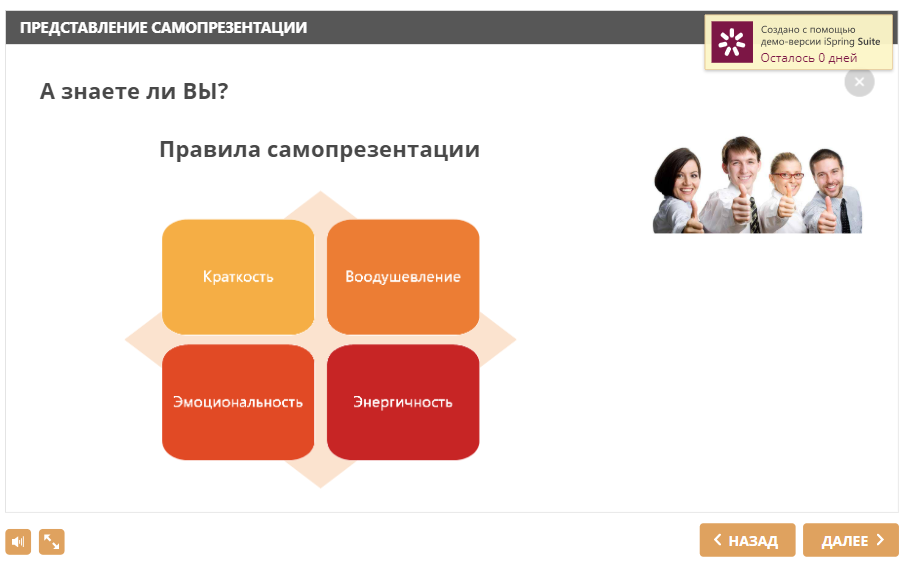 ПРЕДСТАВЛЕНИЕ САМОПРЕЗЕНТАЦИИ
Создано с помощью
демо-версии iSpring Suite
Осталось 0 дней
А знаете ли ВЫ?
Правила самопрезентации
Краткость
Воодушевление
Эмоциональность
Энергичность
НАЗАД
ДАЛЕЕ